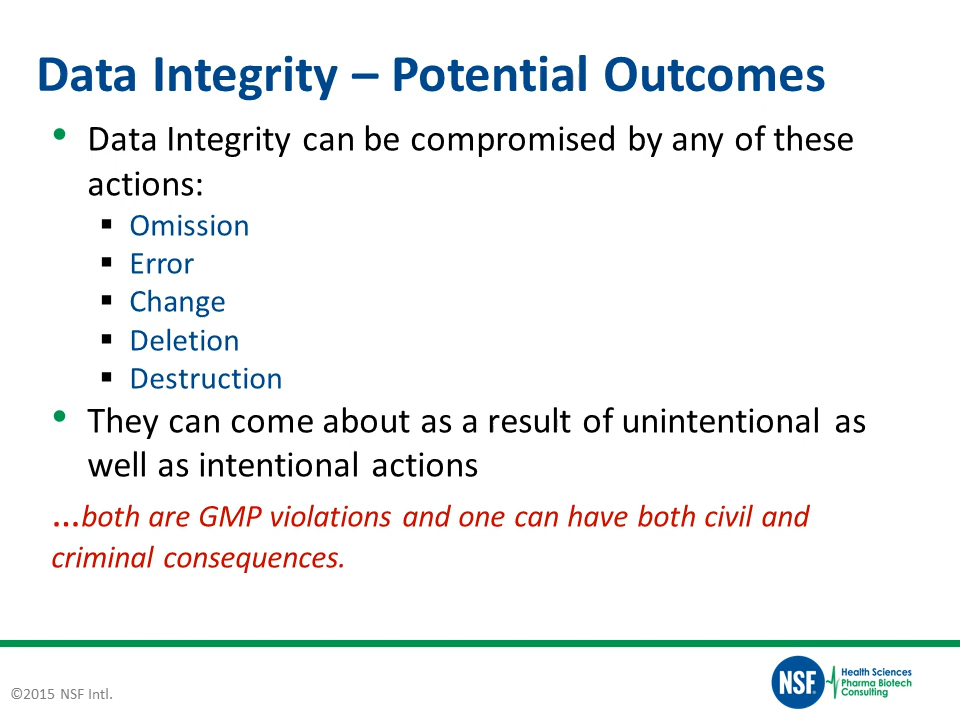 Data Integrity – Potential Outcomes
• Data Integrity can be compromised by any of these
actions:
▪ Omission
▪ Error
▪ Change
▪ Deletion
▪ Destruction
• They can come about as a result of unintentional as
well as intentional actions
...both are GMP violations and one can have both civil and
criminal consequences.
©2015 NSF Intl.
NSF.
Health Sciences
Pharma Biotech
Consulting